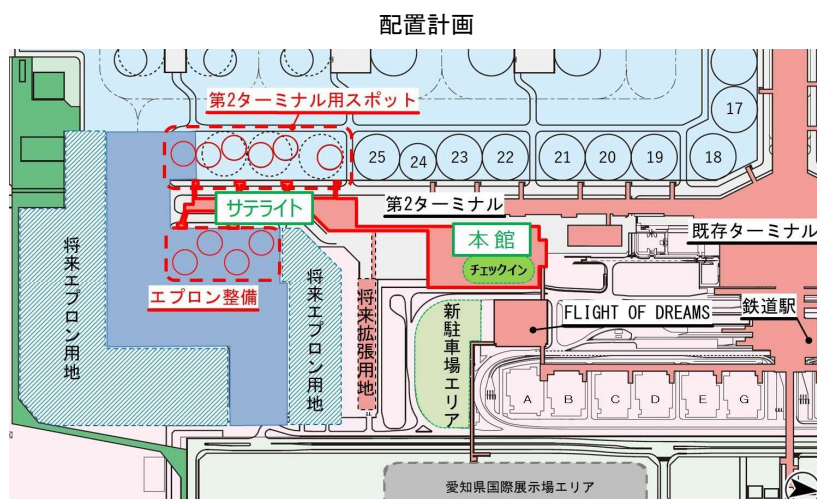 配置計画
第2ターミナル用スポット
17
25
24
23
22
21
20
19
18
サテライト
第2ターミナル
本館
既存ターミナル
チェックイン
エプロン整備
将来エプロン用地
将来エプロン用地
将来拡張用地
新駐車場エリア
FLIGHT OF DREAMS
鉄道駅
A
B
C
D
E
G
愛知県国際展示場エリア